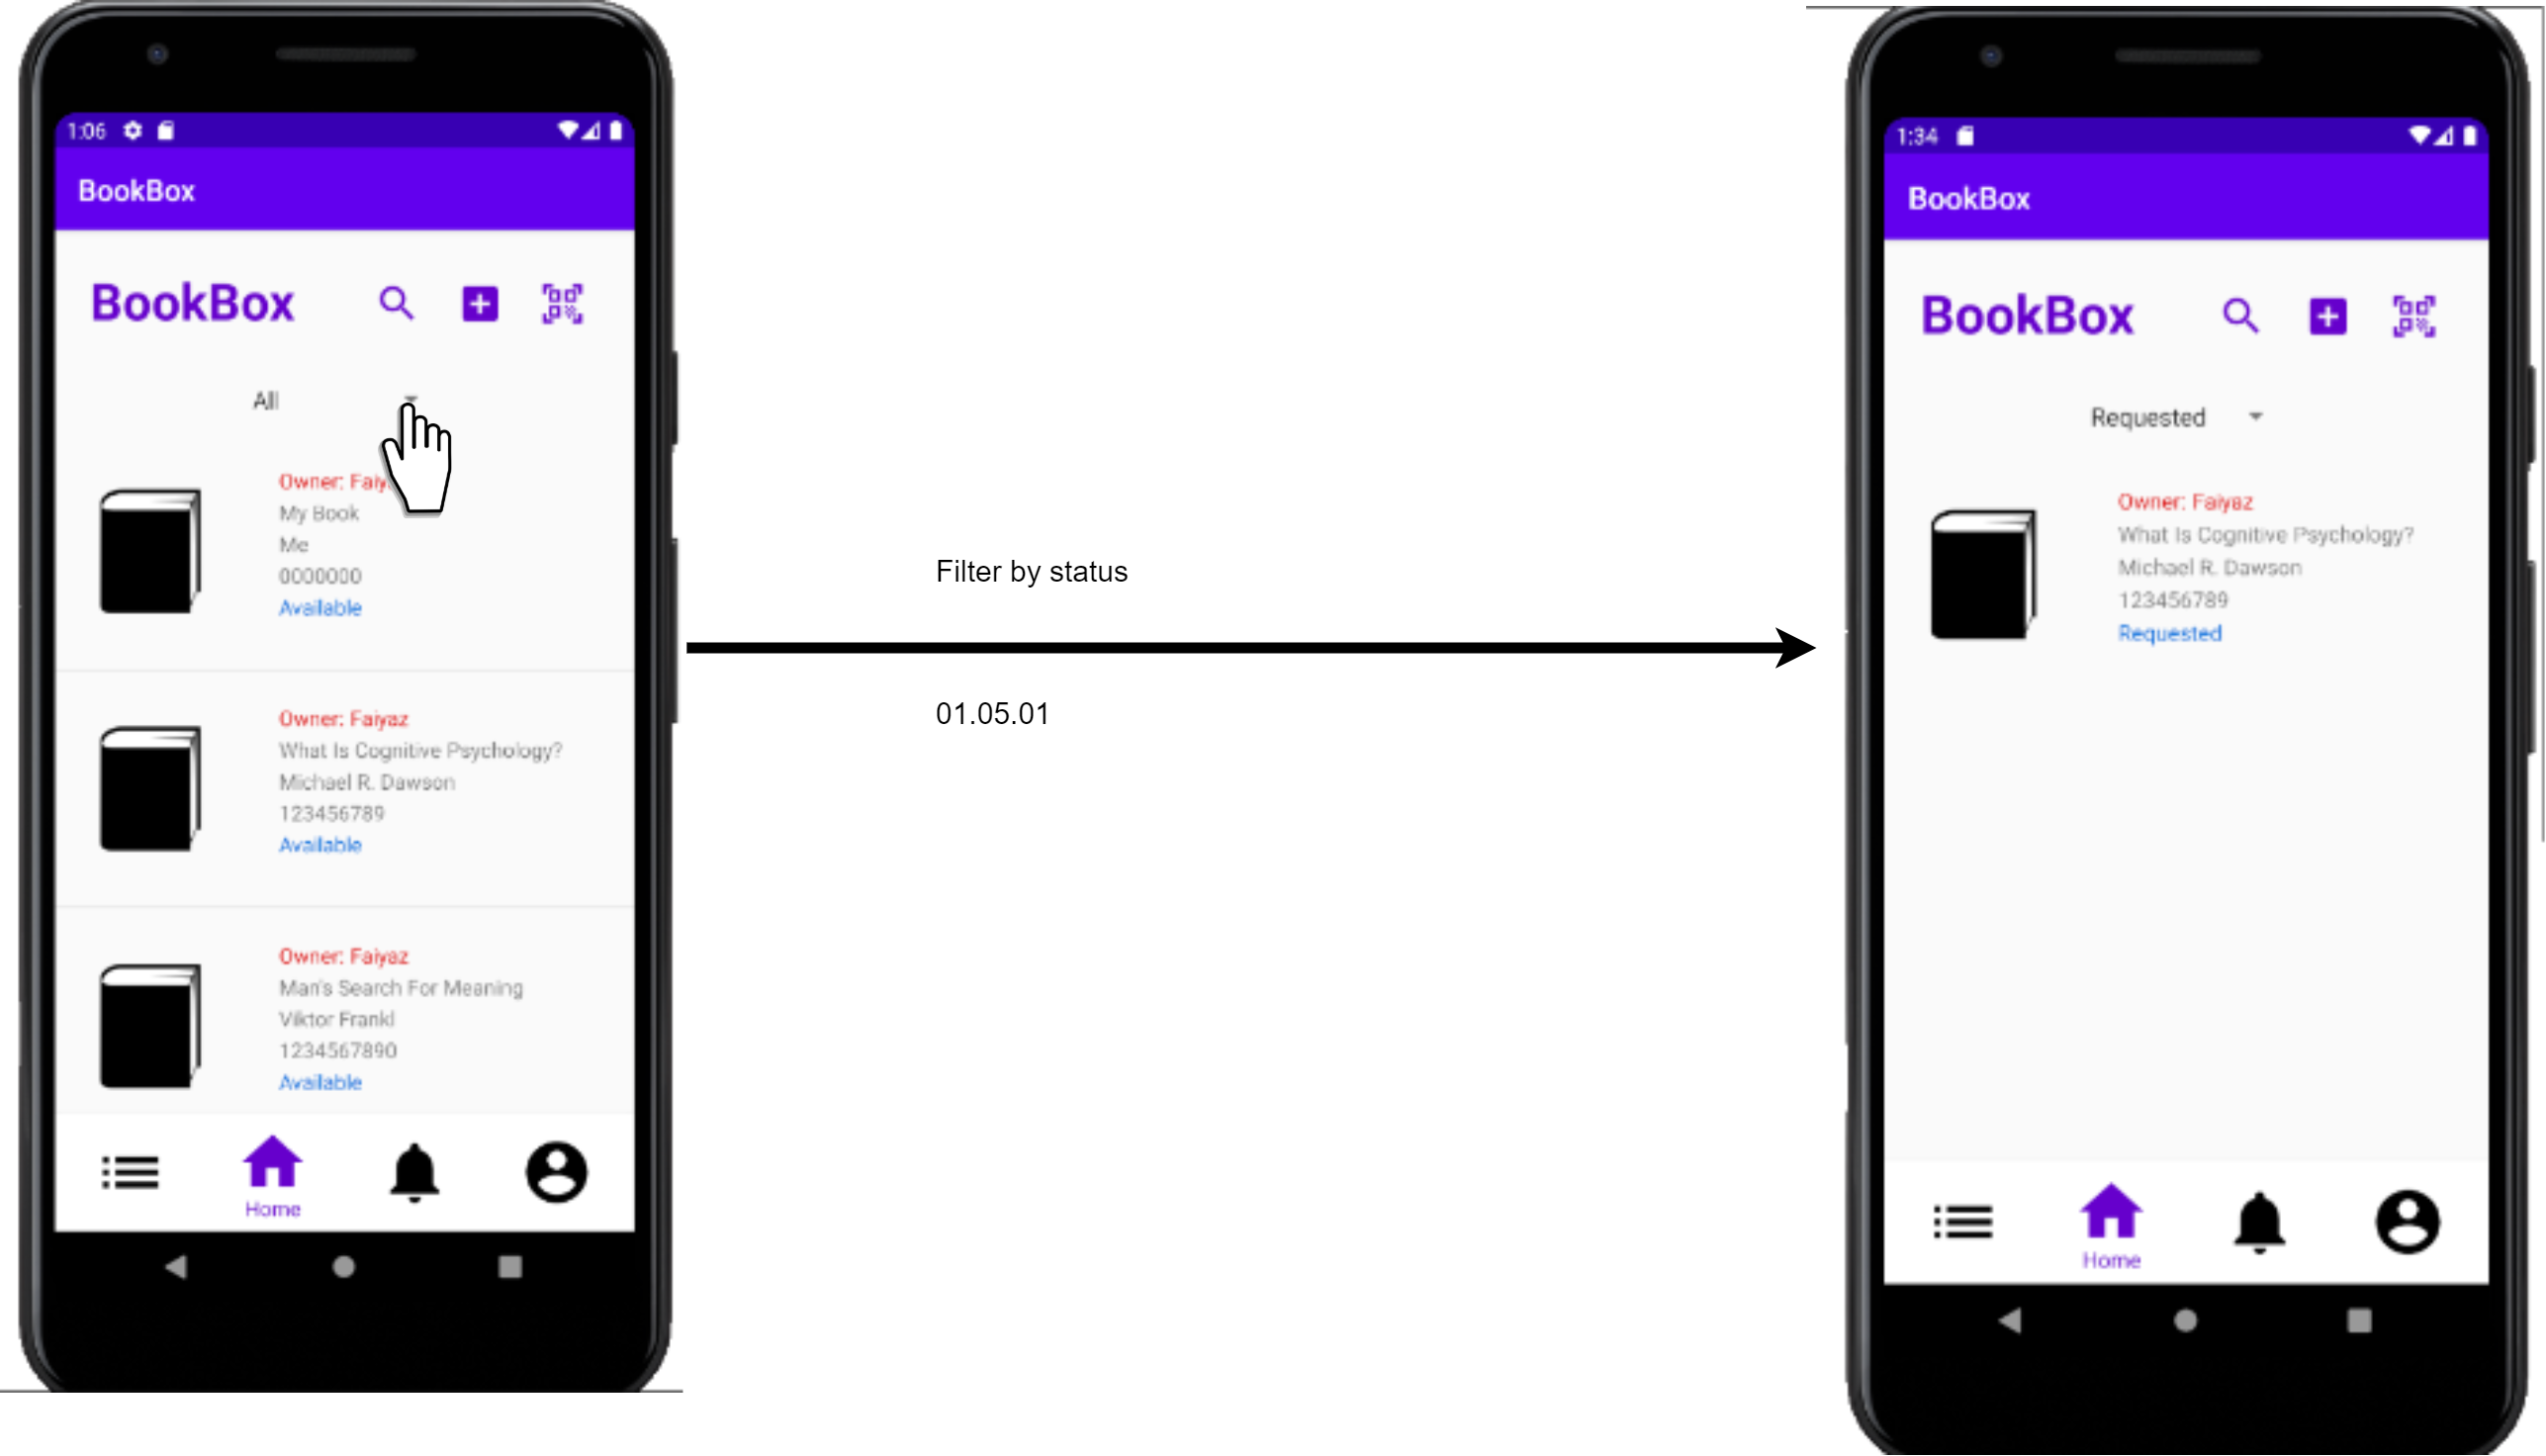 1:06
BookBox
BookBox
All
Owner: Faiy
My Book
Me
0000000
Available
Owner: Faiyaz
What Is Cognitive Psychology?
Michael R. Dawson
123456789
Available
Owner: Faiyaz
Man's Search For Meaning
Viktor Frankl
1234567890
Available
Home
Filter by status
01.05.01
1:34
BookBox
BookBox
Requested
Owner: Faiyaz
What Is Cognitive Psychology?
Michael R. Dawson
123456789
Requested
Home